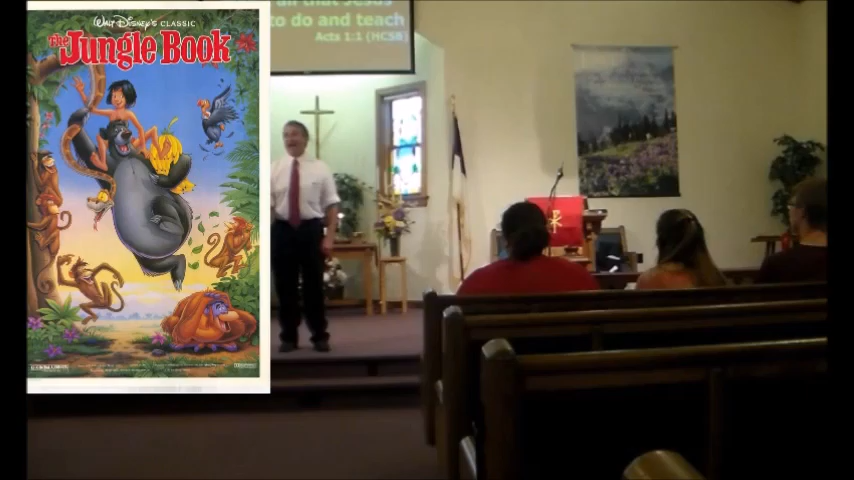 WALT DISNEY'S CLASSIC
the Jungle Book
all that Jesus
to do and teach
Acts 1:1 (HCSB)